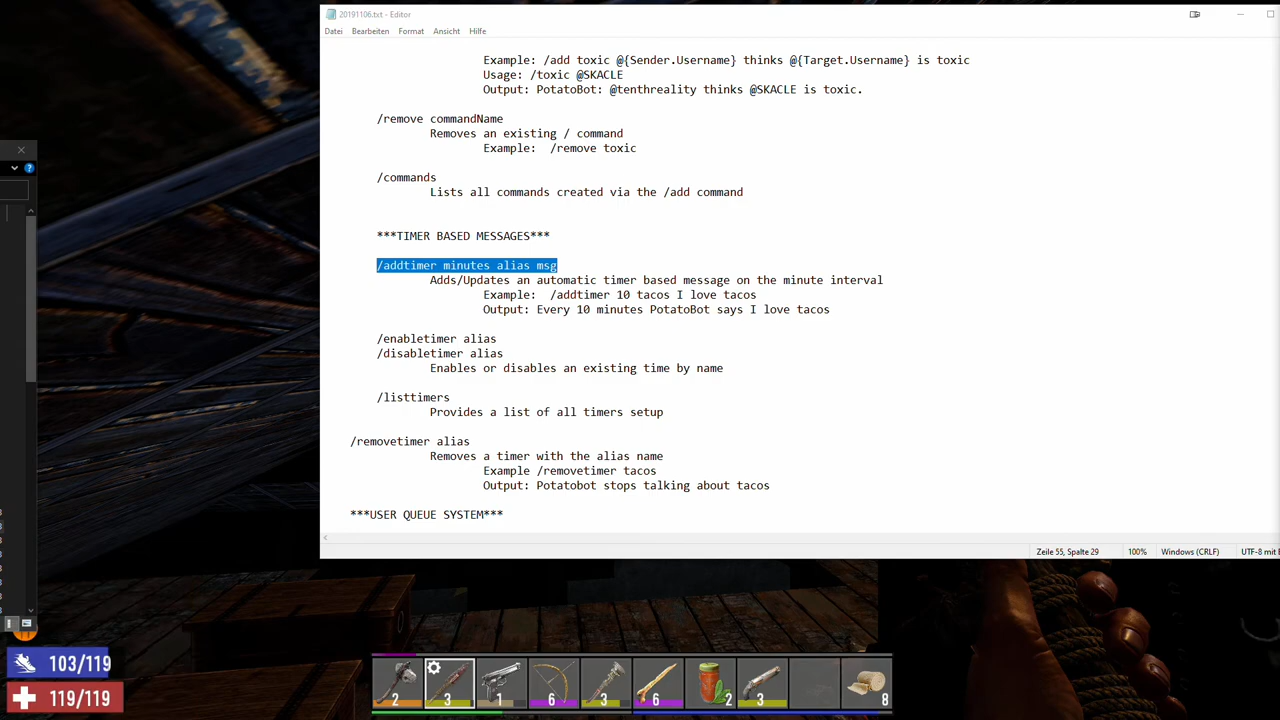 20191106.txt - Editor
Datei Bearbeiten Format Ansicht Hilfe
Example: /add toxic @{Sender.Username} thinks @{Target.Username} is toxic
Usage: /toxic @SKACLE
Output: PotatoBot: @tenthreality thinks @SKACLE is toxic.
/remove commandName
Removes an existing / command
Example: /remove toxic
/commands
Lists all commands created via the /add command
***TIMER BASED MESSAGES***
/addtimer minutes alias msg
Adds/Updates an automatic timer based message on the minute interval
Example: /addtimer 10 tacos I love tacos
Output: Every 10 minutes PotatoBot says I love tacos
/enabletimer alias
/disabletimer alias
Enables or disables an existing time by name
/listtimers
Provides a list of all timers setup
/removetimer alias
Removes a timer with the alias name
Example /removetimer tacos
Output: Potatobot stops talking about tacos
***USER QUEUE SYSTEM***
Zeile 55, Spalte 29 100% Windows (CRLF) UTF-8 mit
103/119
119/119
2 3 1 6 3 6 2 3 8